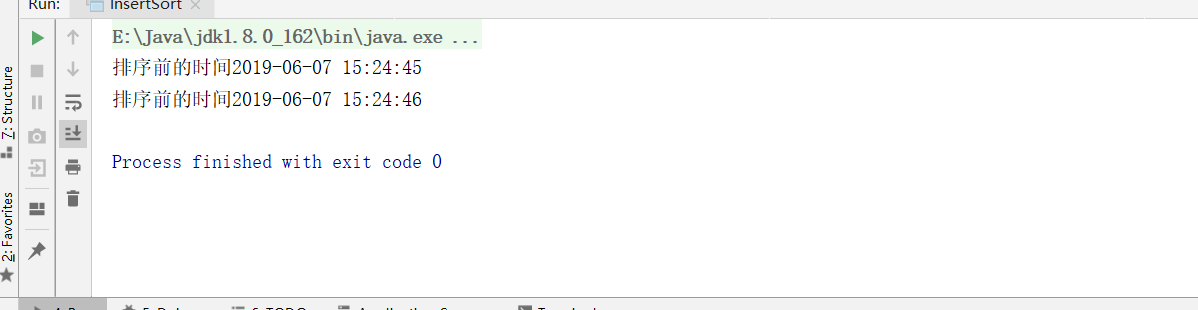 Run:
InsertSort
E:\Java\jdk1.8.0_162\bin\java.exe ...
排序前的时间2019-06-07 15:24:45
排序前的时间2019-06-07 15:24:46
Process finished with exit code 0
7: Structure
2: Favorites